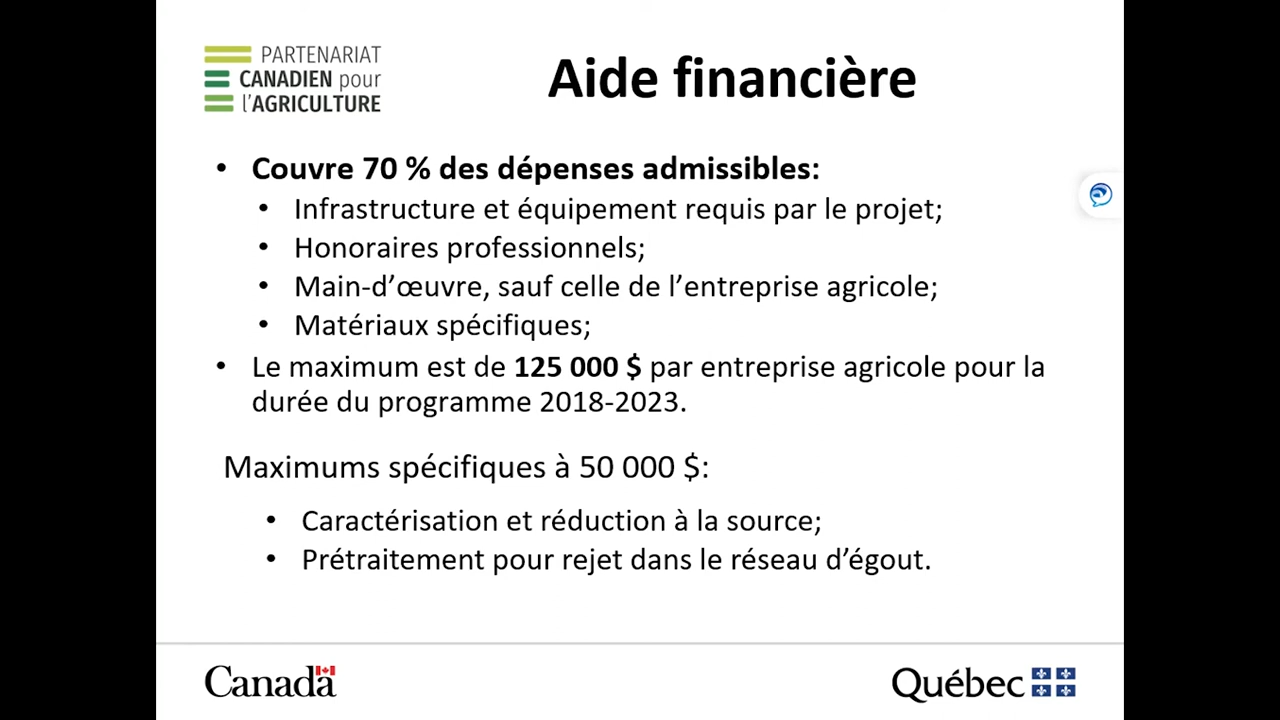 PARTENARIAT
CANADIEN pour
l'AGRICULTURE
Aide financière
• Couvre 70 % des dépenses admissibles:
• Infrastructure et équipement requis par le projet;
• Honoraires professionnels;
• Main-d’œuvre, sauf celle de l’entreprise agricole;
• Matériaux spécifiques;
• Le maximum est de 125 000 $ par entreprise agricole pour la
durée du programme 2018-2023.
Maximums spécifiques à 50 000 $:
• Caractérisation et réduction à la source;
• Prétraitement pour rejet dans le réseau d’égout.
Canada
Québec